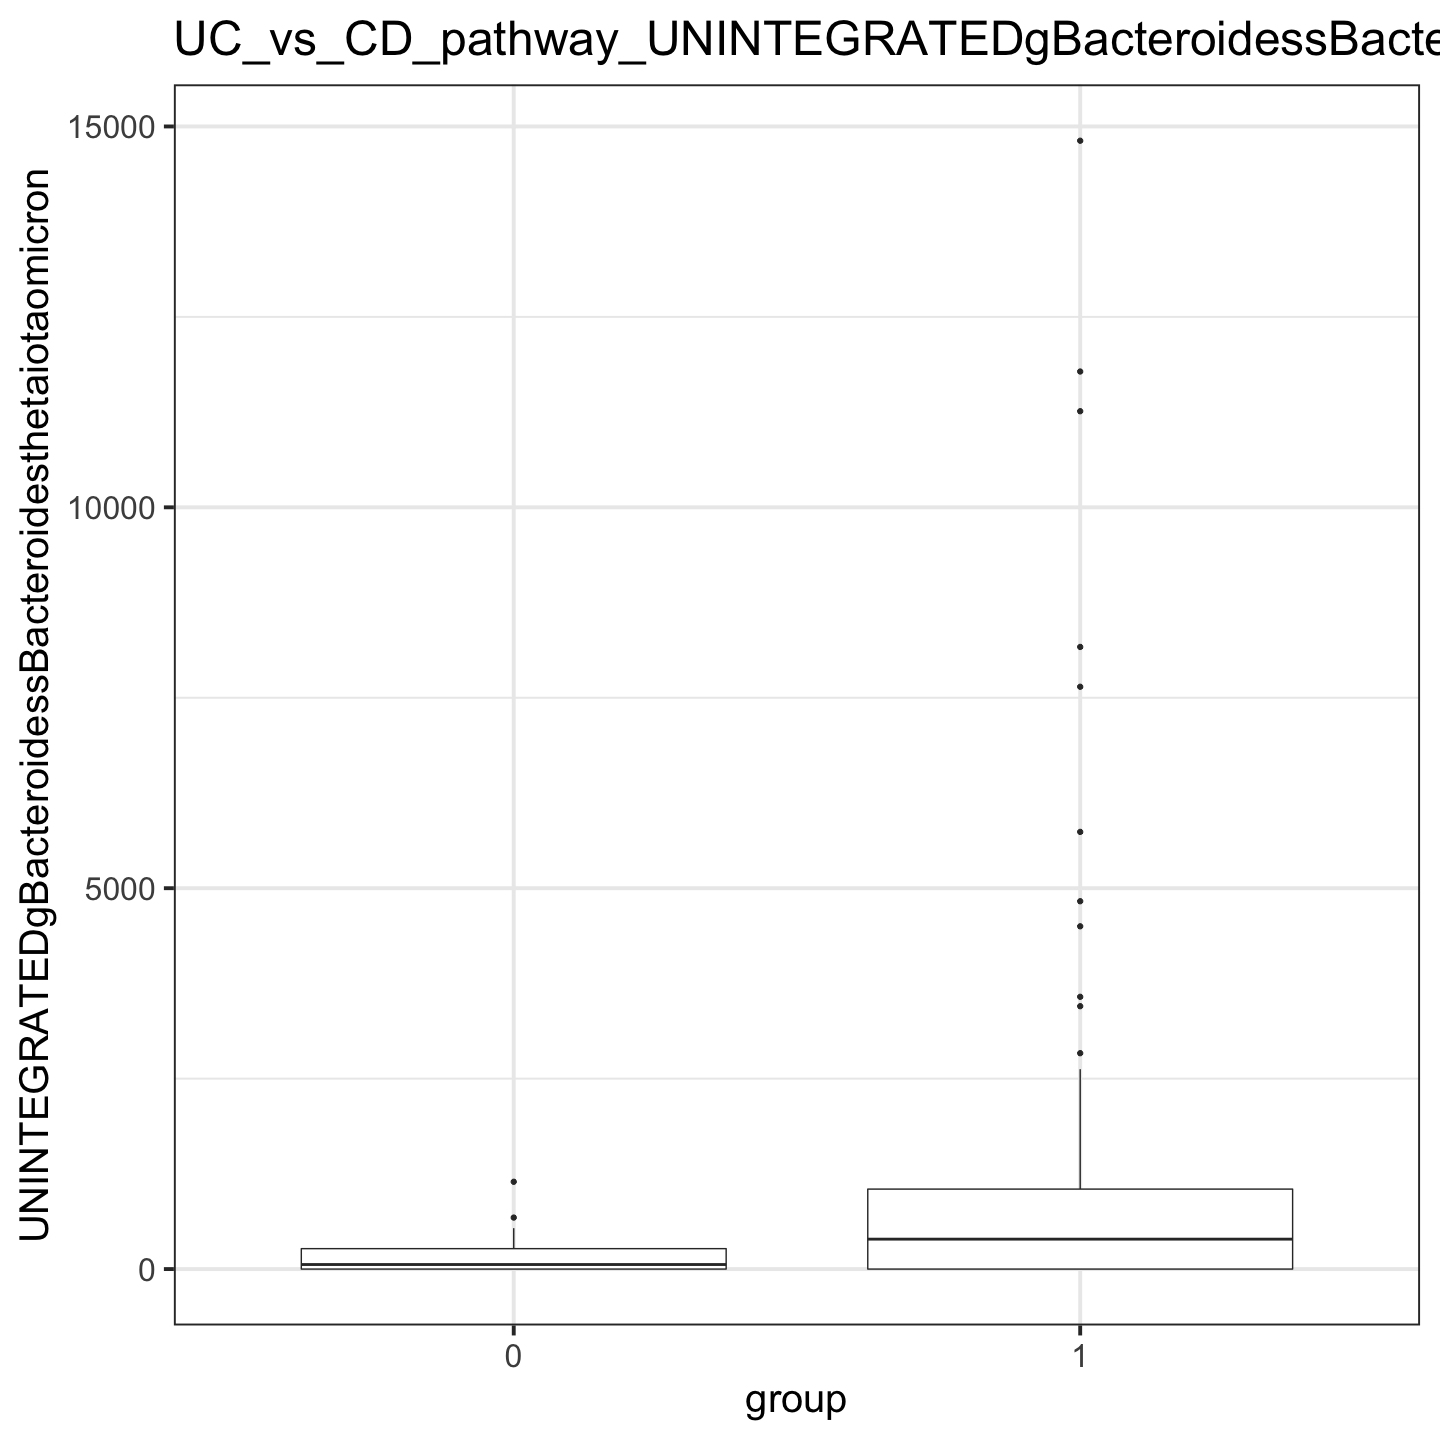 UC_vs_CD_pathway_UNINTEGRATEDgBacteroidessBacte
UNINTEGRATEDgBacteroidessBacteroidesthetaiotaomicron
15000
10000
5000
0
0
1
group